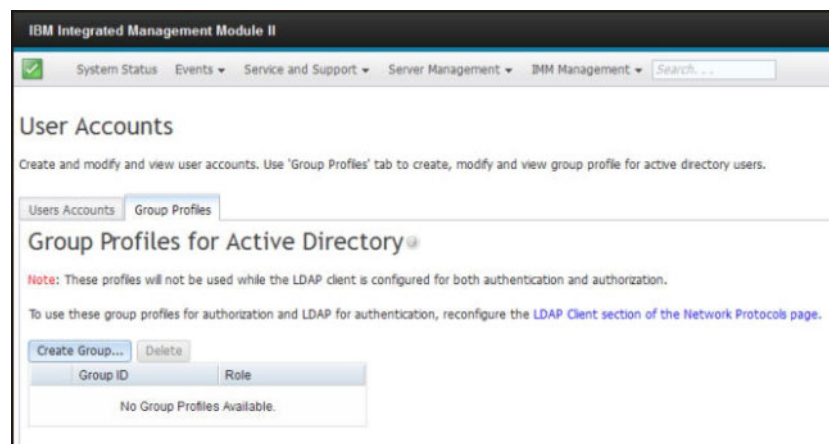 IBM Integrated Management Module II
System Status Events Service and Support Server Management IMM Management Search. . .
User Accounts
Create and modify and view user accounts. Use 'Group Profiles' tab to create, modify and view group profile for active directory users.
Users Accounts Group Profiles
Group Profiles for Active Directory
Note: These profiles will not be used while the LDAP client is configured for both authentication and authorization.
To use these group profiles for authorization and LDAP for authentication, reconfigure the LDAP Client section of the Network Protocols page.
Create Group... Delete
Group ID Role
No Group Profiles Available.